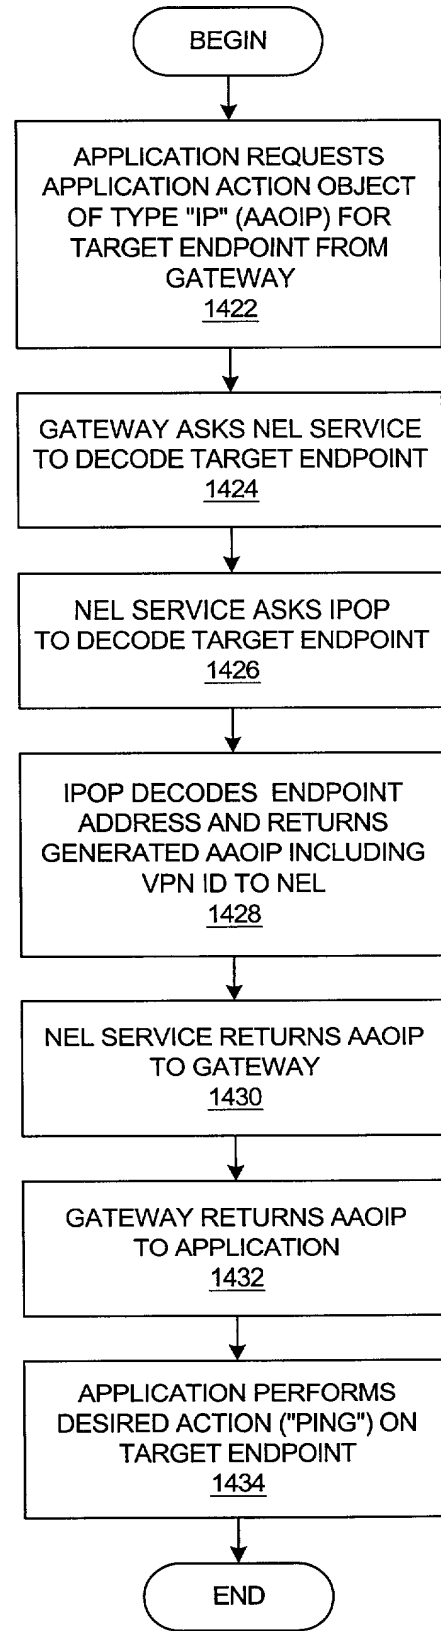 BEGIN
APPLICATION REQUESTS
APPLICATION ACTION OBJECT
OF TYPE "IP" (AAOIP) FOR
TARGET ENDPOINT FROM
GATEWAY
1422
GATEWAY ASKS NEL SERVICE
TO DECODE TARGET ENDPOINT
1424
NEL SERVICE ASKS IPOP
TO DECODE TARGET ENDPOINT
1426
IPOP DECODES ENDPOINT
ADDRESS AND RETURNS
GENERATED AAOIP INCLUDING
VPN ID TO NEL
1428
NEL SERVICE RETURNS AAOIP
TO GATEWAY
1430
GATEWAY RETURNS AAOIP
TO APPLICATION
1432
APPLICATION PERFORMS
DESIRED ACTION ("PING") ON
TARGET ENDPOINT
1434
END